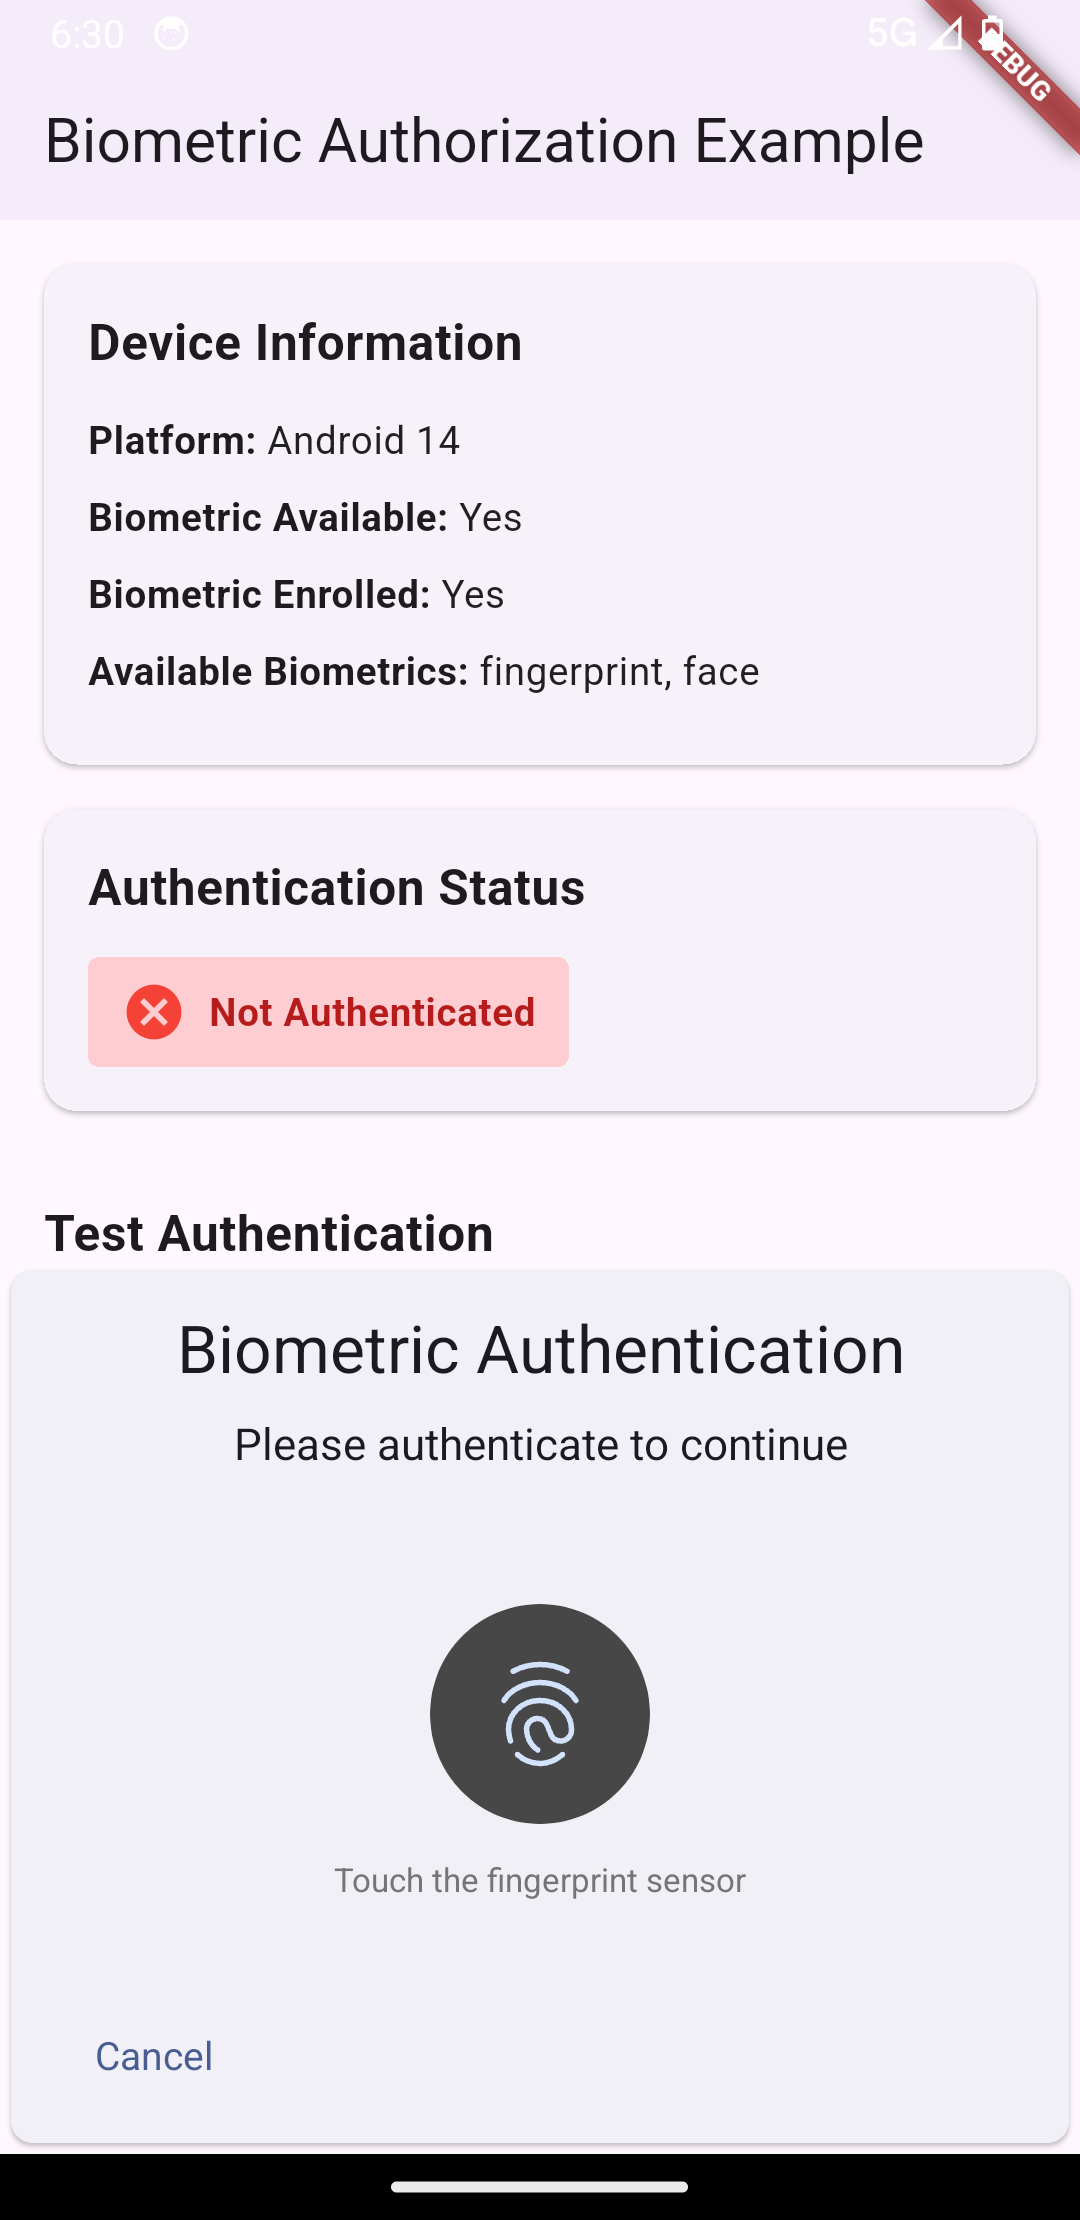 6:30
5G
EBUG
Biometric Authorization Example
Device Information
Platform: Android 14
Biometric Available: Yes
Biometric Enrolled: Yes
Available Biometrics: fingerprint, face
Authentication Status
Not Authenticated
Test Authentication
Biometric Authentication
Please authenticate to continue
Touch the fingerprint sensor
Cancel